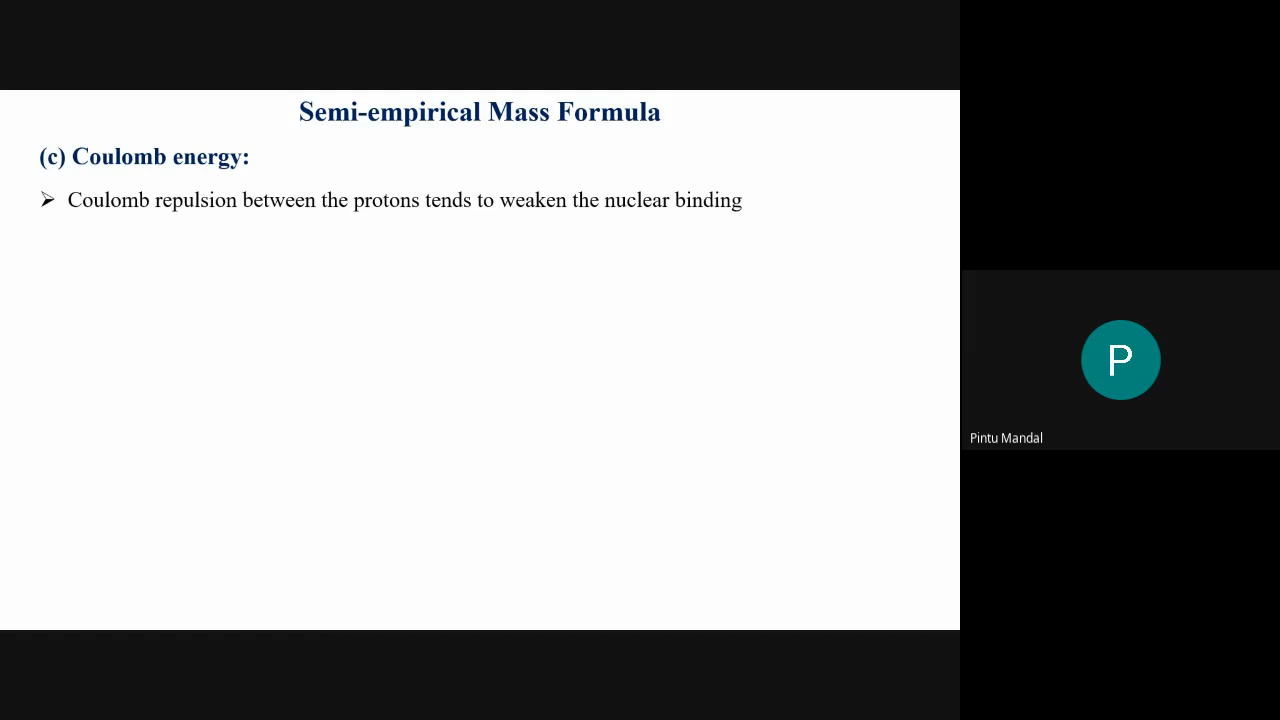 Semi-empirical Mass Formula
(c) Coulomb energy:
➢ Coulomb repulsion between the protons tends to weaken the nuclear binding
P
Pintu Mandal